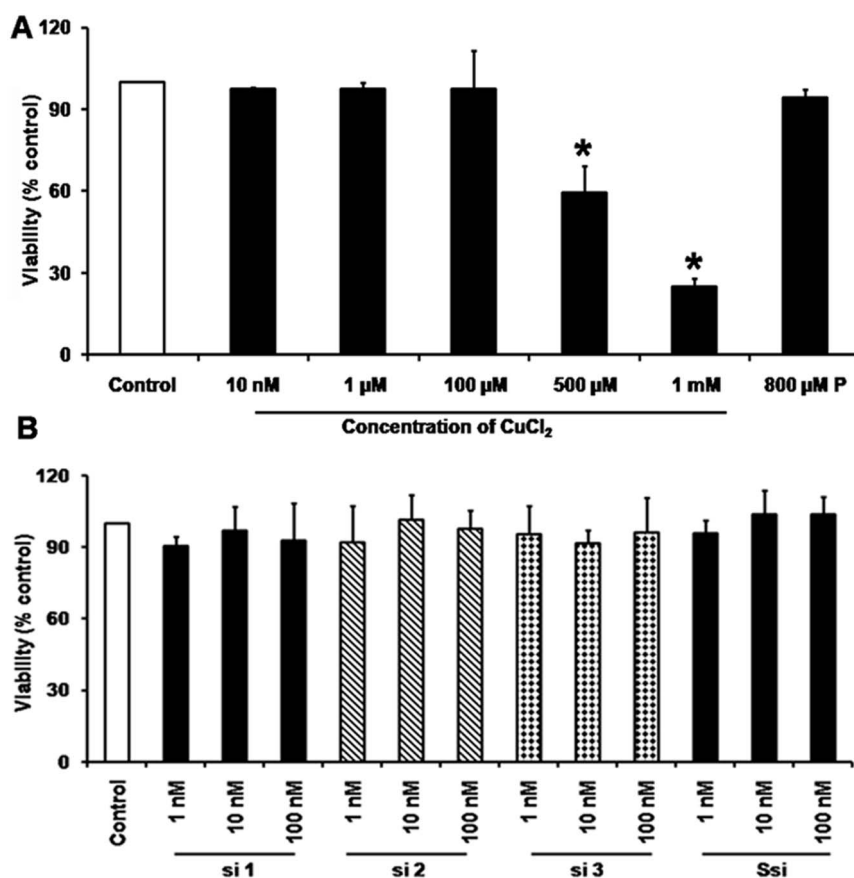 A
Viability (% control)
120
90
60
30
0
*
*
Control 10 nM 1 µM 100 µM 500 µM 1 mM 800 µM P
Concentration of CuCl₂
B
Viability (% control)
120
90
60
30
0
Control 1 nM 10 nM 100 nM 1 nM 10 nM 100 nM 1 nM 10 nM 100 nM 1 nM 10 nM 100 nM
si 1 si 2 si 3 Ssi